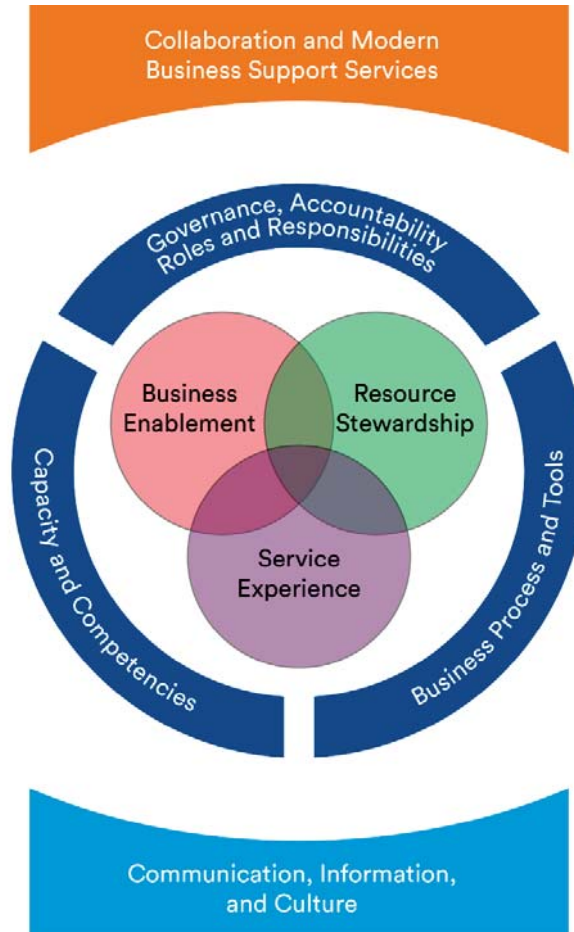 Collaboration and Modern
Business Support Services
Governance, Accountability
Roles and Responsibilities
Business
Enablement
Resource
Stewardship
Service
Experience
Capacity and Competencies
Business Process and Tools
Communication, Information,
and Culture